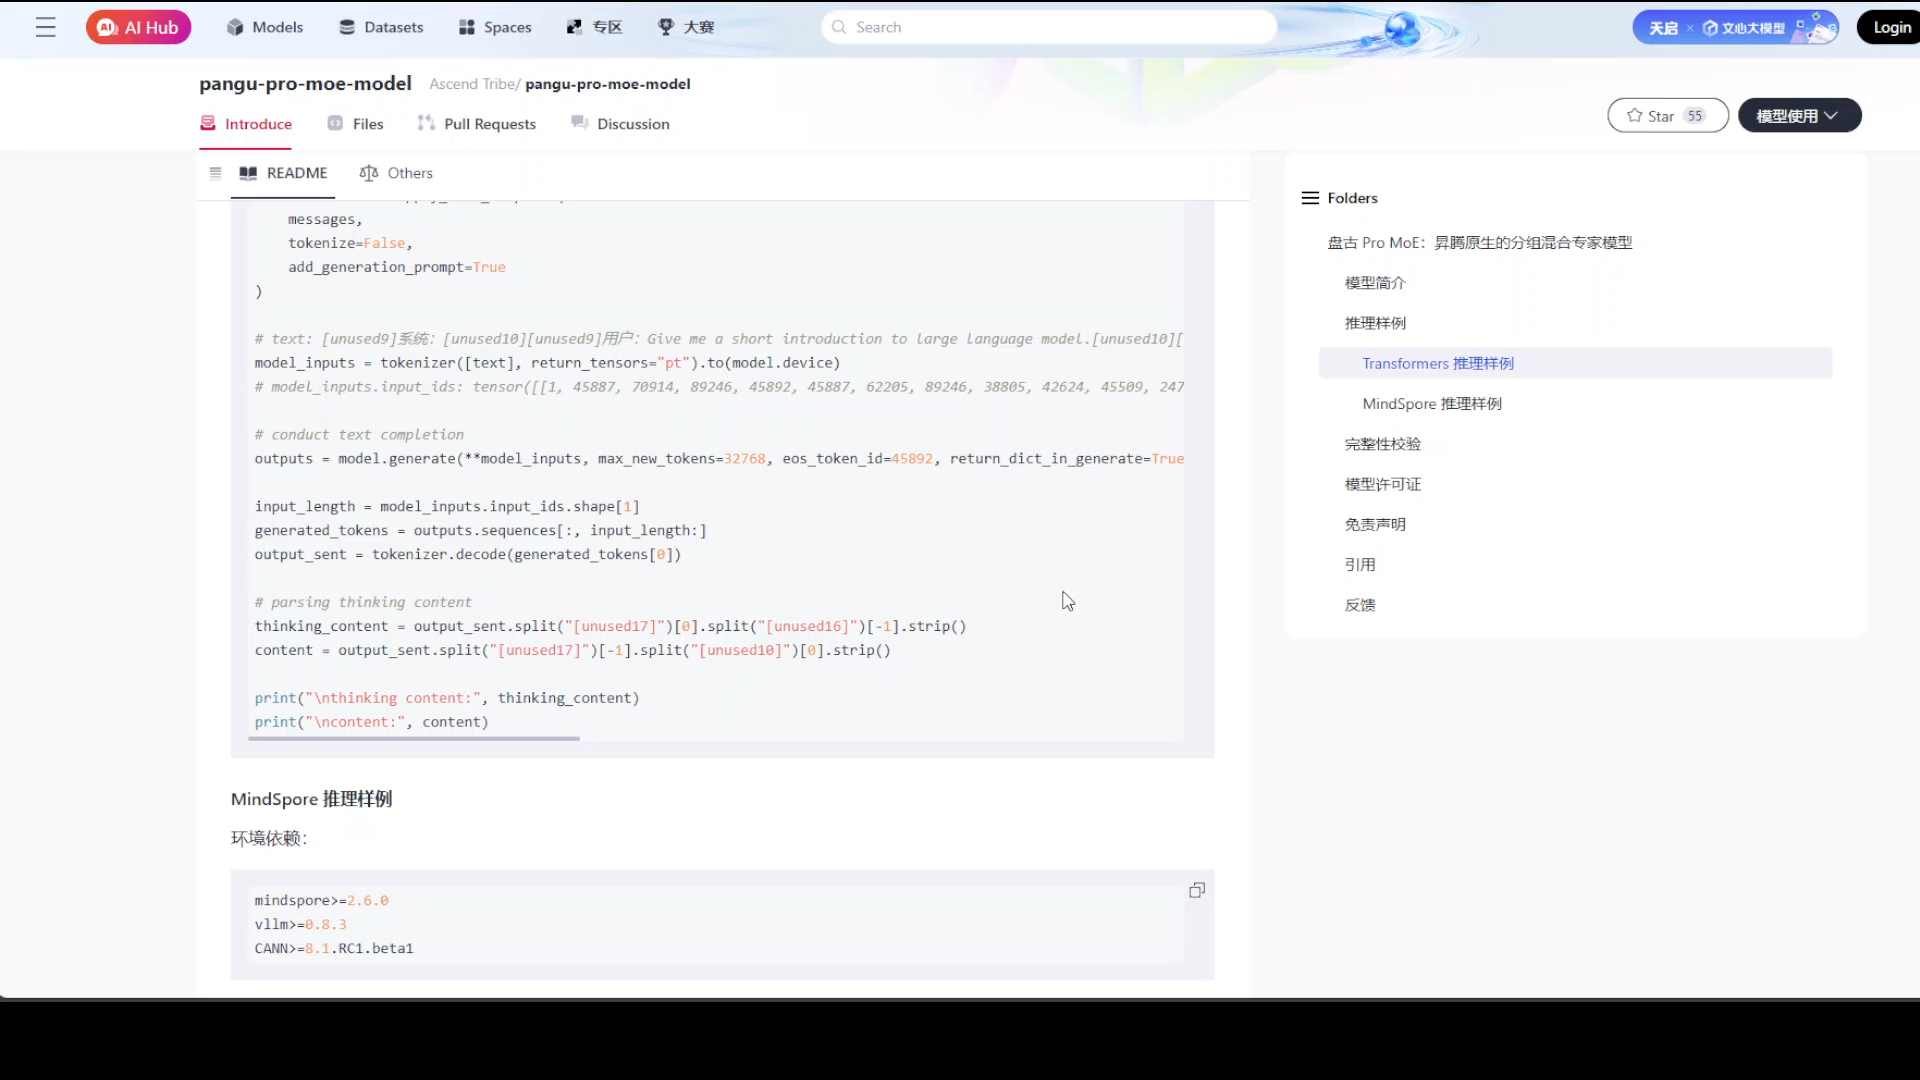 AI Hub
Models
Datasets
Spaces
专区
大赛
Search
天启 × 文心大模型
Login
pangu-pro-moe-model
Ascend Tribe/ pangu-pro-moe-model
Introduce
Files
Pull Requests
Discussion
Star 55
模型使用
README
Others
messages,
tokenize=False,
add_generation_prompt=True
)
# text: [unused9]系统：[unused10][unused9]用户：Give me a short introduction to large language model.[unused10][
model_inputs = tokenizer([text], return_tensors="pt").to(model.device)
# model_inputs.input_ids: tensor([[1, 45887, 70914, 89246, 45892, 45887, 62205, 89246, 38805, 42624, 45509, 247
# conduct text completion
outputs = model.generate(**model_inputs, max_new_tokens=32768, eos_token_id=45892, return_dict_in_generate=True
input_length = model_inputs.input_ids.shape[1]
generated_tokens = outputs.sequences[:, input_length:]
output_sent = tokenizer.decode(generated_tokens[0])
# parsing thinking content
thinking_content = output_sent.split("[unused17]")[0].split("[unused16]")[-1].strip()
content = output_sent.split("[unused17]")[-1].split("[unused10]")[0].strip()
print("\nthinking content:", thinking_content)
print("\ncontent:", content)
MindSpore 推理样例
环境依赖：
mindspore>=2.6.0
vllm>=0.8.3
CANN>=8.1.RC1.beta1
Folders
盘古 Pro MoE：昇腾原生的分组混合专家模型
模型简介
推理样例
Transformers 推理样例
MindSpore 推理样例
完整性校验
模型许可证
免责声明
引用
反馈